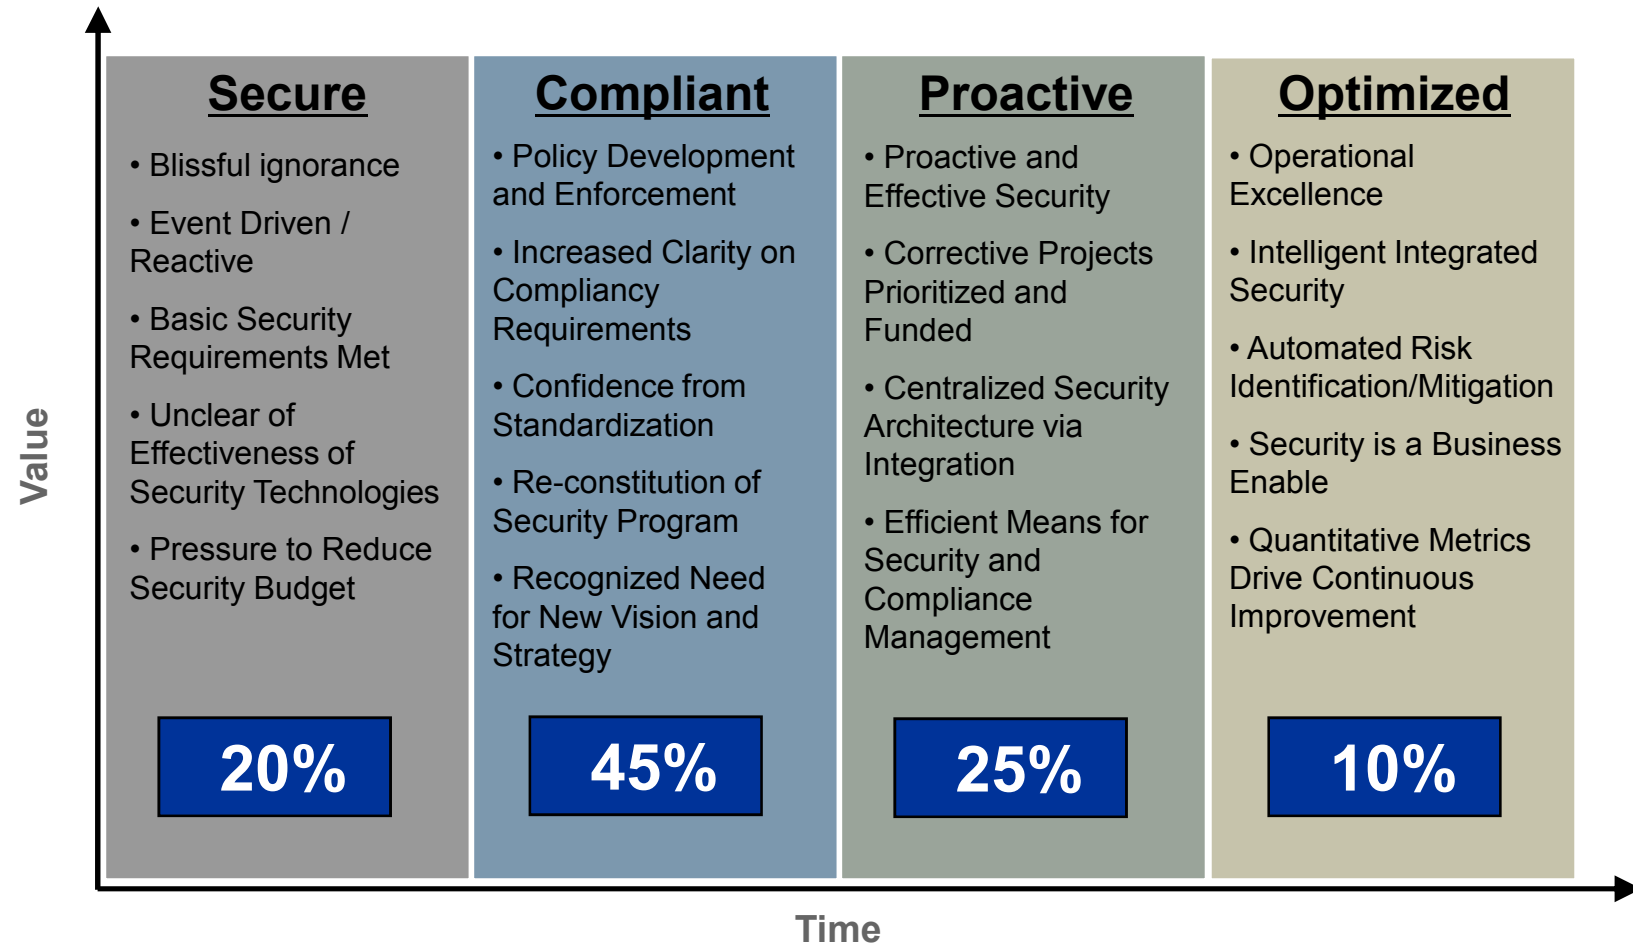 Secure
• Blissful ignorance
• Event Driven /
Reactive
• Basic Security
Requirements Met
• Unclear of
Effectiveness of
Security Technologies
• Pressure to Reduce
Security Budget
20%
Compliant
• Policy Development
and Enforcement
• Increased Clarity on
Compliancy
Requirements
• Confidence from
Standardization
• Re-constitution of
Security Program
• Recognized Need
for New Vision and
Strategy
45%
Proactive
• Proactive and
Effective Security
• Corrective Projects
Prioritized and
Funded
• Centralized Security
Architecture via
Integration
• Efficient Means for
Security and
Compliance
Management
25%
Optimized
• Operational
Excellence
• Intelligent Integrated
Security
• Automated Risk
Identification/Mitigation
• Security is a Business
Enable
• Quantitative Metrics
Drive Continuous
Improvement
10%
Value
Time